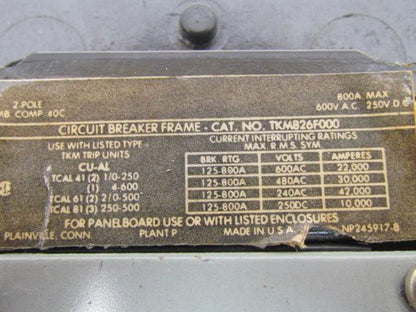 2-POLE 800A MAX
MB COMP 40C 600V A.C. 250V D.C
CIRCUIT BREAKER FRAME - CAT. NO. TKM826F000
USE WITH LISTED TYPE - CURRENT INTERRUPTING RATINGS
TKM TRIP UNITS MAX. R.M.S. SYM.
CU-AL BRK RTG. VOLTS AMPERES
TCAL 41 (2) 1/0-250 125-800A 600AC 22,000
(1) 4-600 125-800A 480AC 30,000
TCAL 61 (2) 2/0-500 125-800A 240AC 42,000
TCAL 81 (3) 250-500 125-800A 250DC 10,000
FOR PANELBOARD USE OR WITH LISTED ENCLOSURES
PLAINVILLE, CONN. PLANT P MADE IN U.S.A. NP245917-B